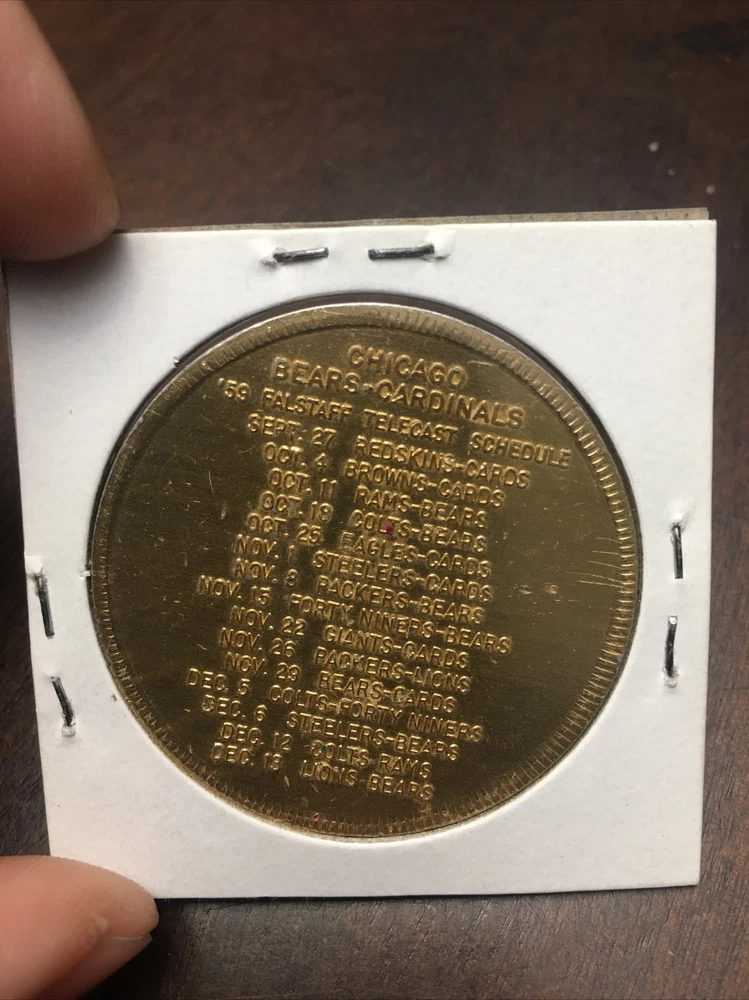 CHICAGO
BEARS-CARDINALS
'59 FALSTAFF TELECAST SCHEDULE
SEPT. 27 REDSKINS-CARDS
OCT. 4 BROWNS-CARDS
OCT. 11 RAMS-BEARS
OCT. 18 COLTS-BEARS
OCT. 25 EAGLES-CARDS
NOV. 1 STEELERS-CARDS
NOV. 8 PACKERS-BEARS
NOV. 15 FORTY NINERS-BEARS
NOV. 22 GIANTS-CARDS
NOV. 26 PACKERS-LIONS
NOV. 29 BEARS-CARDS
DEC. 5 COLTS-FORTY NINERS
DEC. 6 STEELERS-BEARS
DEC. 12 COLTS-RAMS
DEC. 13 LIONS-BEARS